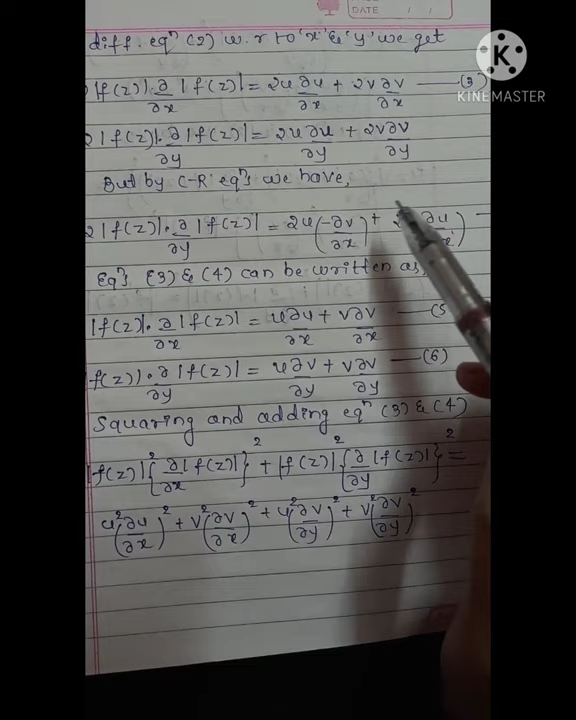 PAGE
DATE / /
diff. eqⁿ (2) w.r to 'x' & 'y' we get
KINEMASTER
2|f(z)|.∂/∂x |f(z)| = 2u ∂u/∂x + 2v ∂v/∂x —(3)
2|f(z)|.∂/∂y |f(z)| = 2u ∂u/∂y + 2v ∂v/∂y
But by C-R eqⁿs we have,
2|f(z)|.∂/∂y |f(z)| = 2u(-∂v/∂x) + ∂u
Eqⁿs (3) & (4) can be written as,
|f(z)|.∂/∂x |f(z)| = u ∂u/∂x + v ∂v/∂x —(5
|f(z)|.∂/∂y |f(z)| = u ∂v/∂y + v ∂v/∂y —(6)
Squaring and adding eqⁿ (3) & (4)
|f(z)|²{∂/∂x |f(z)|}² + |f(z)|²{∂/∂y |f(z)|}² =
u²(∂u/∂x)² + v²(∂v/∂x)² + u²(∂v/∂y)² + v²(∂v/∂y)²